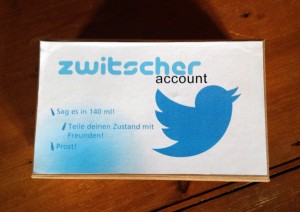 zwitscher
account
Sag es in 140 ml!
Teile deinen Zustand mit
Freunden!
Prost!